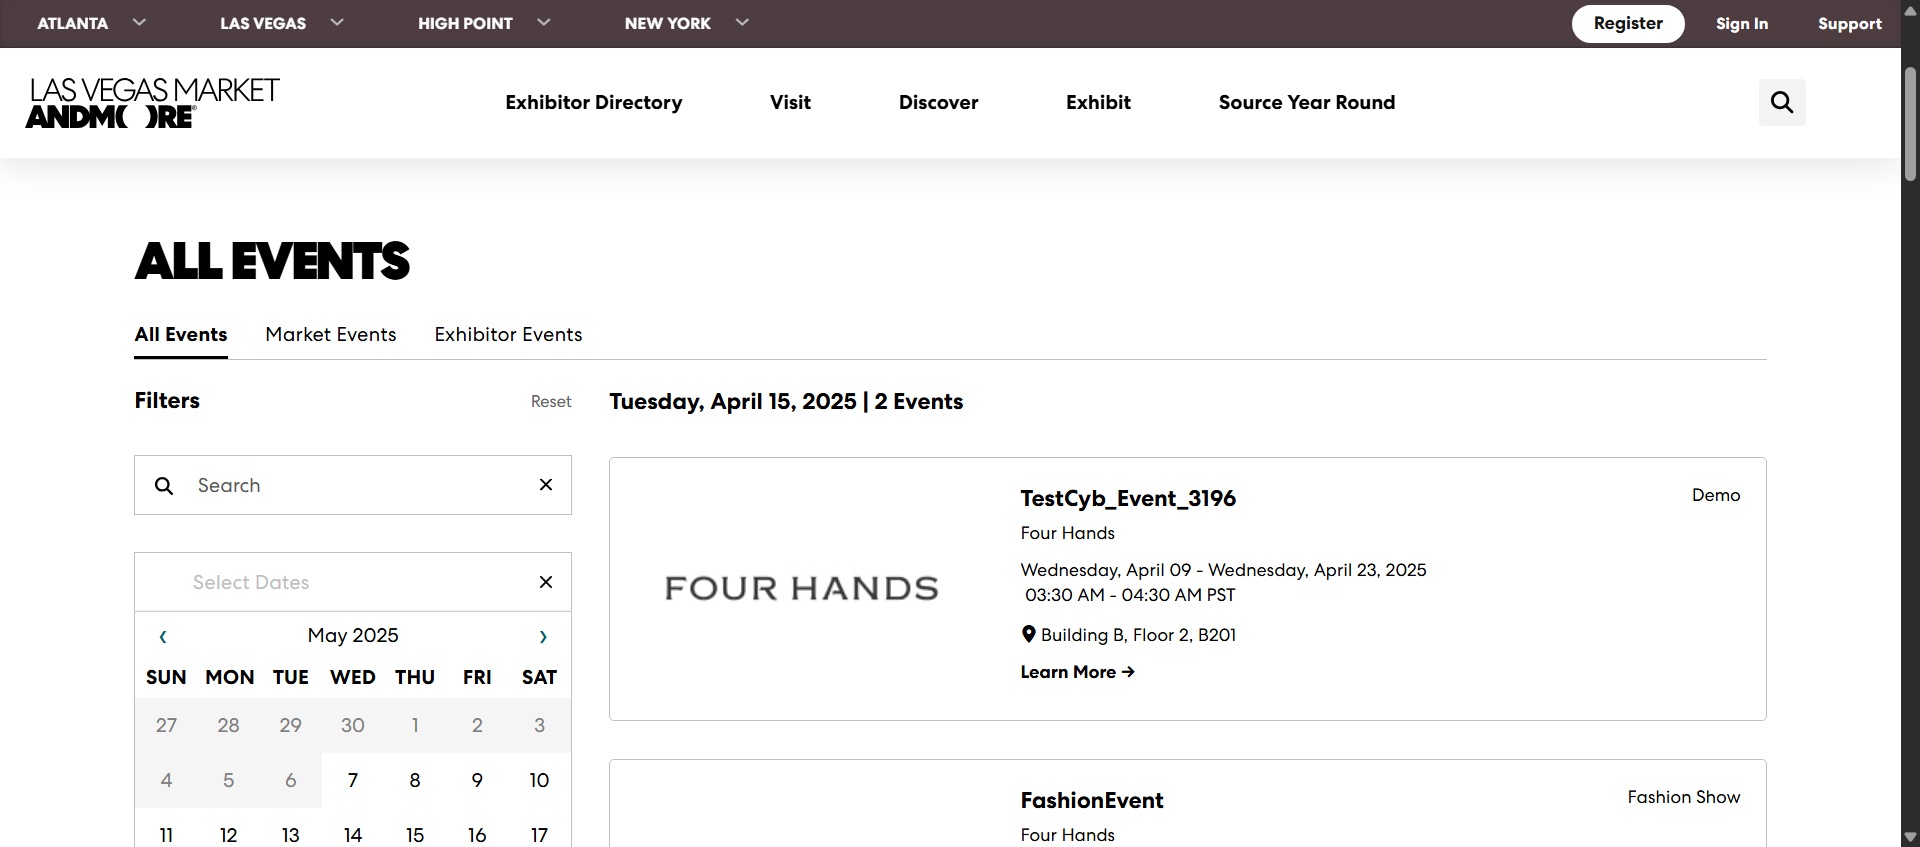 ATLANTA LAS VEGAS HIGH POINT NEW YORK Register Sign In Support
LAS VEGAS MARKET
ANDMORE®
Exhibitor Directory Visit Discover Exhibit Source Year Round
ALL EVENTS
All Events Market Events Exhibitor Events
Filters Reset
Search
Select Dates
May 2025
SUN MON TUE WED THU FRI SAT
27 28 29 30 1 2 3
4 5 6 7 8 9 10
11 12 13 14 15 16 17
Tuesday, April 15, 2025 | 2 Events
FOUR HANDS
TestCyb_Event_3196
Demo
Four Hands
Wednesday, April 09 - Wednesday, April 23, 2025
03:30 AM - 04:30 AM PST
Building B, Floor 2, B201
Learn More →
FashionEvent
Fashion Show
Four Hands